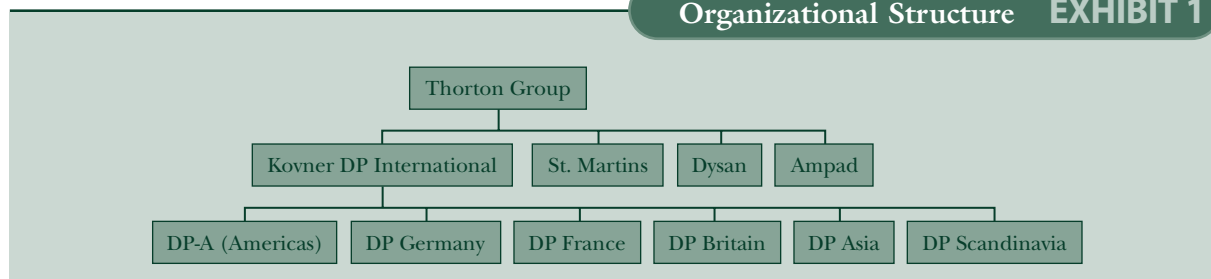 Organizational Structure EXHIBIT 1
Thorton Group
Kovner DP International St. Martins Dysan Ampad
DP-A (Americas) DP Germany DP France DP Britain DP Asia DP Scandinavia